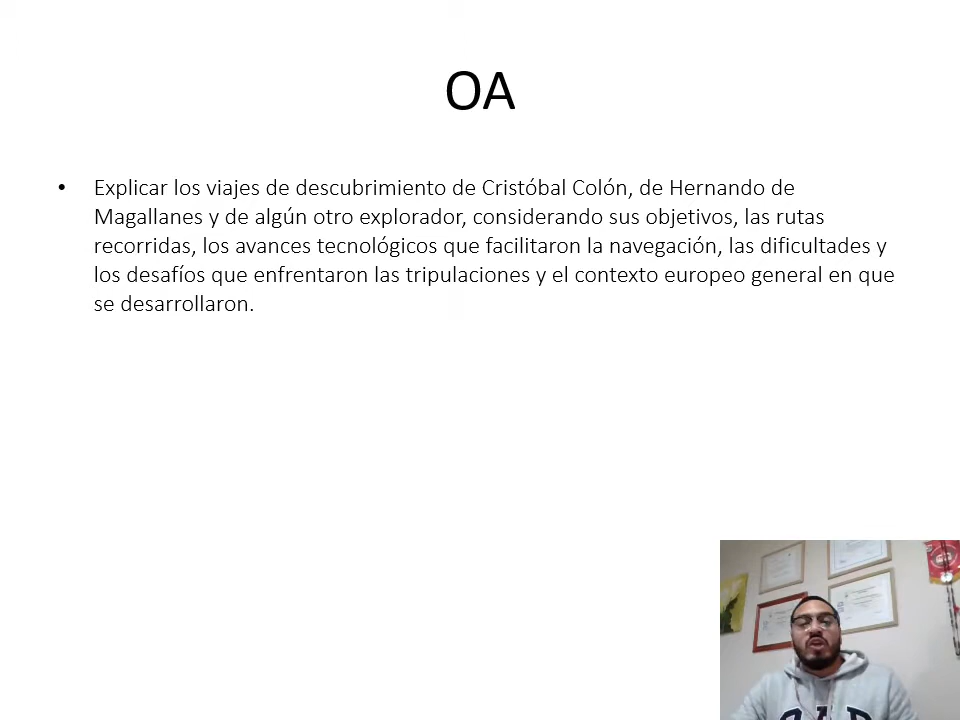 OA
• Explicar los viajes de descubrimiento de Cristóbal Colón, de Hernando de
Magallanes y de algún otro explorador, considerando sus objetivos, las rutas
recorridas, los avances tecnológicos que facilitaron la navegación, las dificultades y
los desafíos que enfrentaron las tripulaciones y el contexto europeo general en que
se desarrollaron.